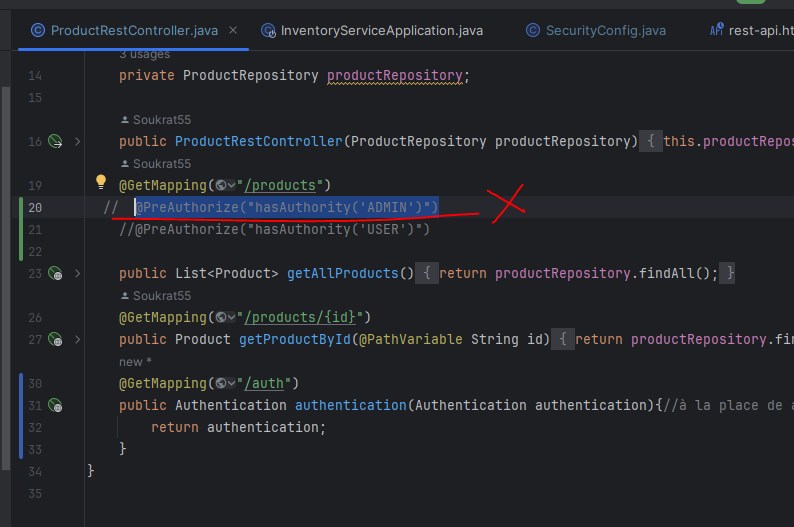 ProductRestController.java InventoryServiceApplication.java SecurityConfig.java API rest-api.ht
3 usages
14 private ProductRepository productRepository;
15
Soukrat55
16 public ProductRestController(ProductRepository productRepository) { this.productRepos
Soukrat55
19 @GetMapping("/products")
20 // @PreAuthorize("hasAuthority('ADMIN')")
21 //@PreAuthorize("hasAuthority('USER')")
22
23 public List<Product> getAllProducts() { return productRepository.findAll(); }
Soukrat55
26 @GetMapping("/products/{id}")
27 public Product getProductById(@PathVariable String id) { return productRepository.fin
new *
30 @GetMapping("/auth")
31 public Authentication authentication(Authentication authentication){//à la place de a
32 return authentication;
33 }
34 }
35